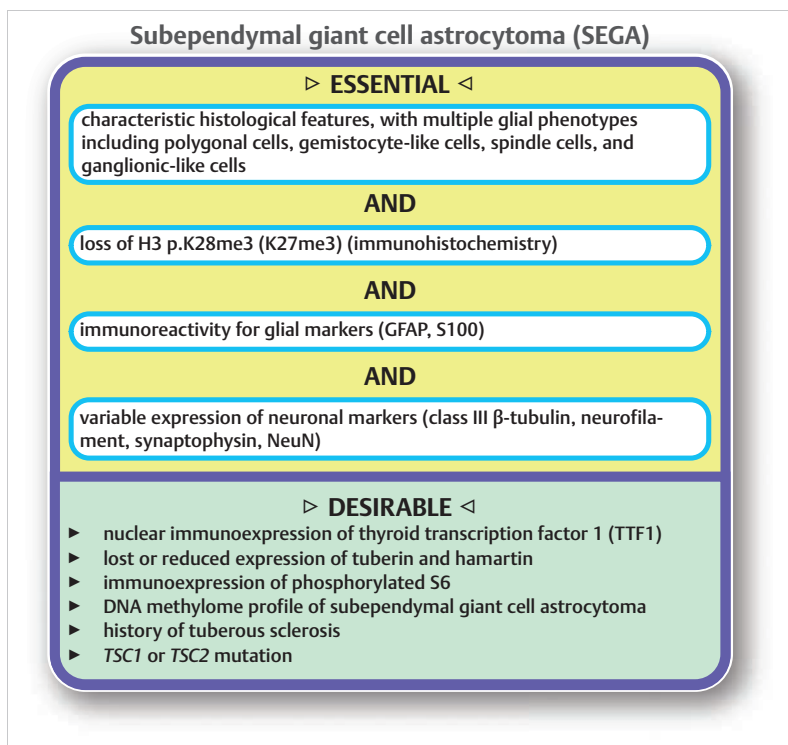 Subependymal giant cell astrocytoma (SEGA)
▷ ESSENTIAL ◁
characteristic histological features, with multiple glial phenotypes
including polygonal cells, gemistocyte-like cells, spindle cells, and
ganglionic-like cells
AND
loss of H3 p.K28me3 (K27me3) (immunohistochemistry)
AND
immunoreactivity for glial markers (GFAP, S100)
AND
variable expression of neuronal markers (class III β-tubulin, neurofila-
ment, synaptophysin, NeuN)
▷ DESIRABLE ◁
► nuclear immunoexpression of thyroid transcription factor 1 (TTF1)
► lost or reduced expression of tuberin and hamartin
► immunoexpression of phosphorylated S6
► DNA methylome profile of subependymal giant cell astrocytoma
► history of tuberous sclerosis
► TSC1 or TSC2 mutation